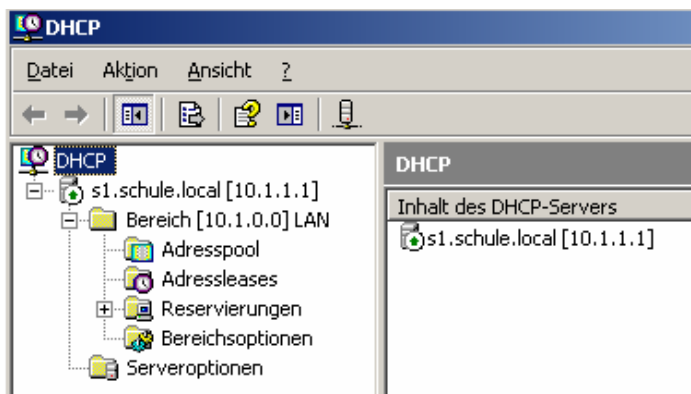 DHCP
Datei Aktion Ansicht ?
DHCP
s1.schule.local [10.1.1.1]
Bereich [10.1.0.0] LAN
Adresspool
Adressleases
Reservierungen
Bereichsoptionen
Serveroptionen
DHCP
Inhalt des DHCP-Servers
s1.schule.local [10.1.1.1]